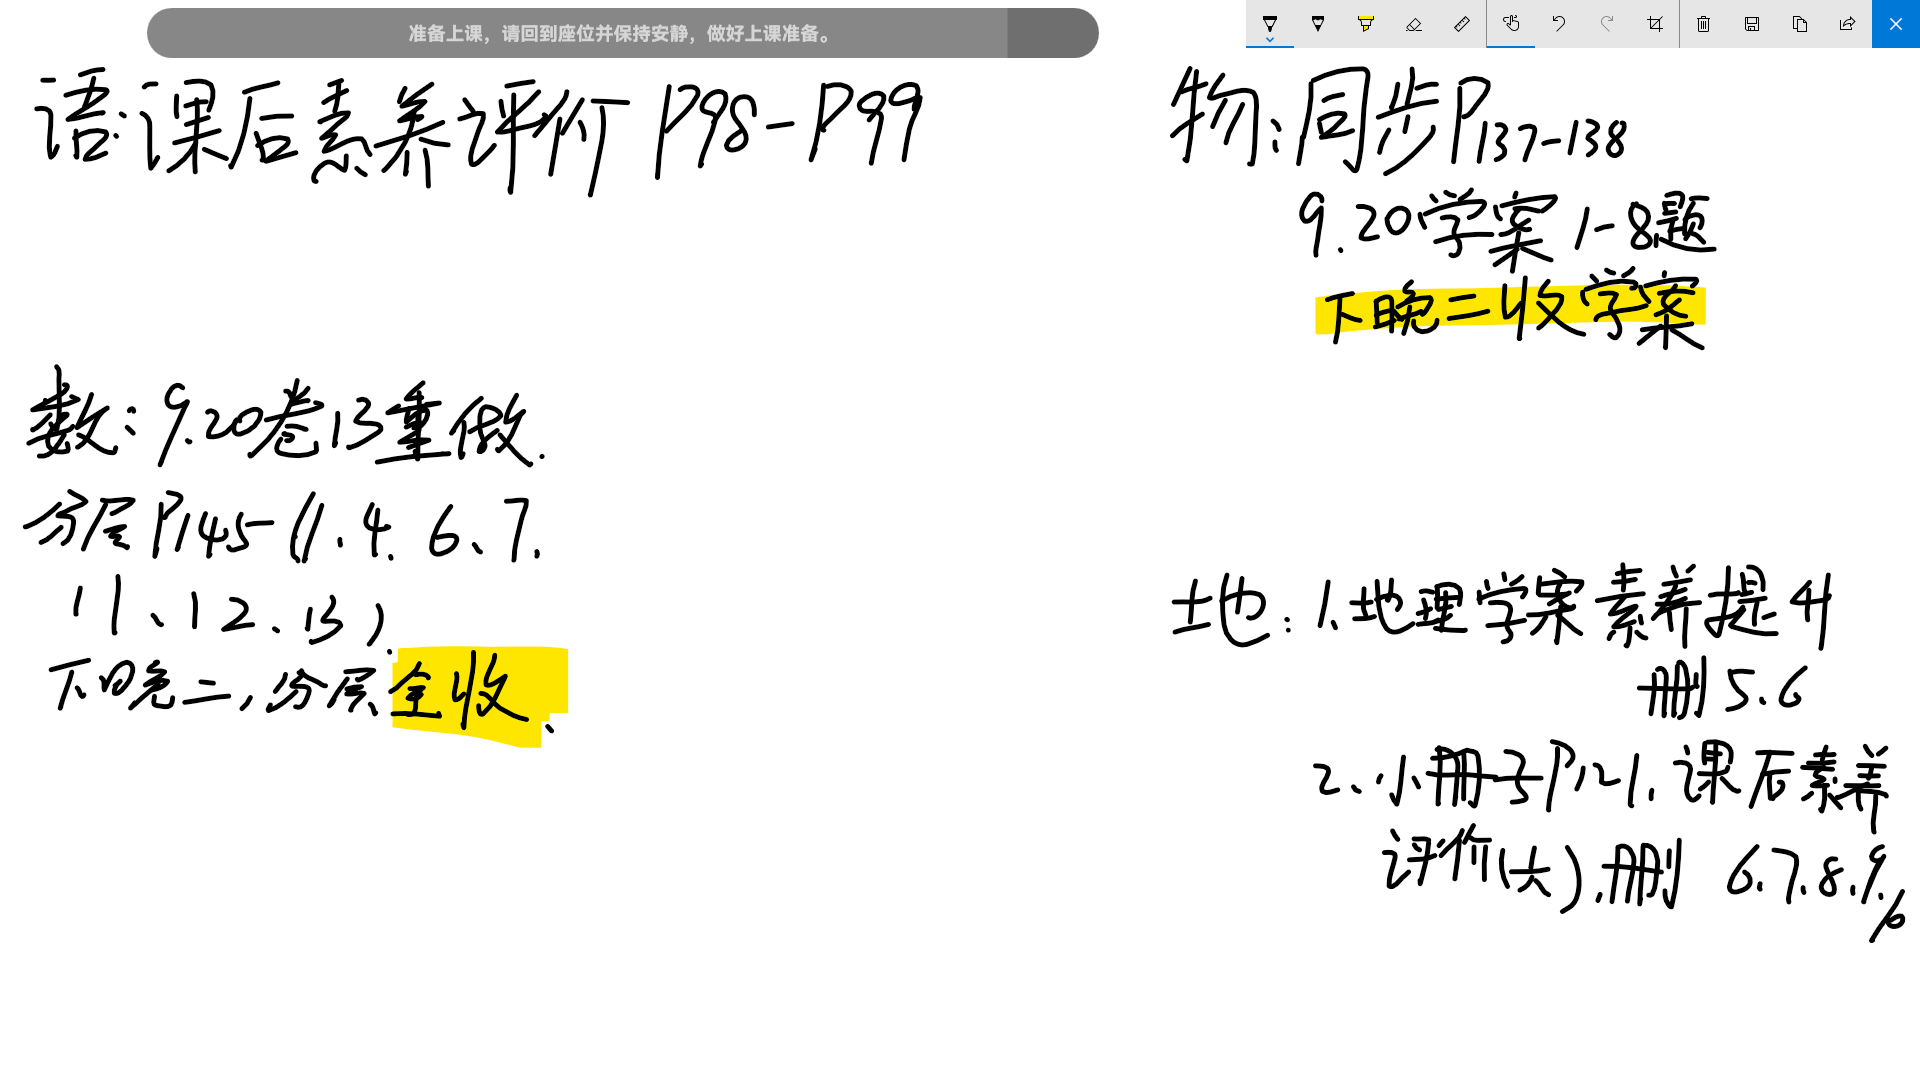 准备上课，请回到座位并保持安静，做好上课准备。
语:课后素养评价 P98-P99
数:9.20卷13重做.
分层P145-(1、4、6、7、
11、12、13).
下晚二,分层全收、
物:同步P137-138
9.20学案1-8题
下晚二收学案
地:1.地理学案素养提升
删5.6
2、小册子P121.课后素养
评价(六),删 6.7.8.9.10